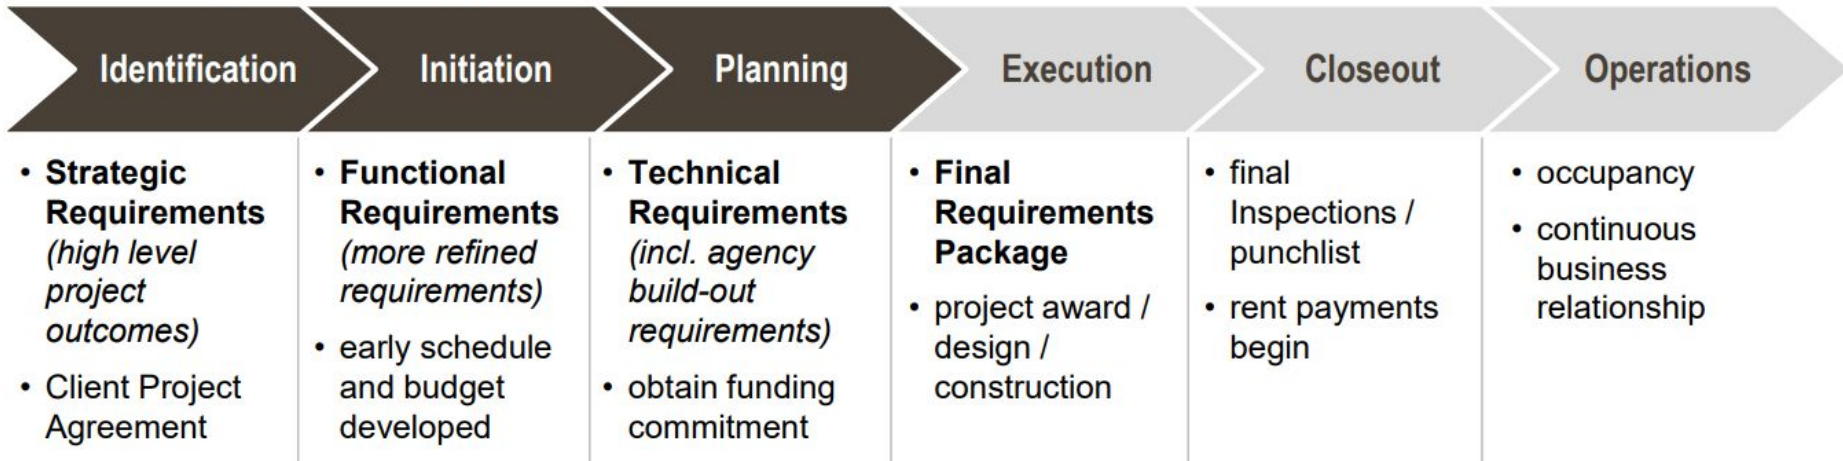 Identification
Initiation
Planning
Execution
Closeout
Operations
• Strategic
Requirements
(high level
project
outcomes)
• Client Project
Agreement
• Functional
Requirements
(more refined
requirements)
• early schedule
and budget
developed
• Technical
Requirements
(incl. agency
build-out
requirements)
• obtain funding
commitment
• Final
Requirements
Package
• project award /
design /
construction
• final
Inspections /
punchlist
• rent payments
begin
• occupancy
• continuous
business
relationship